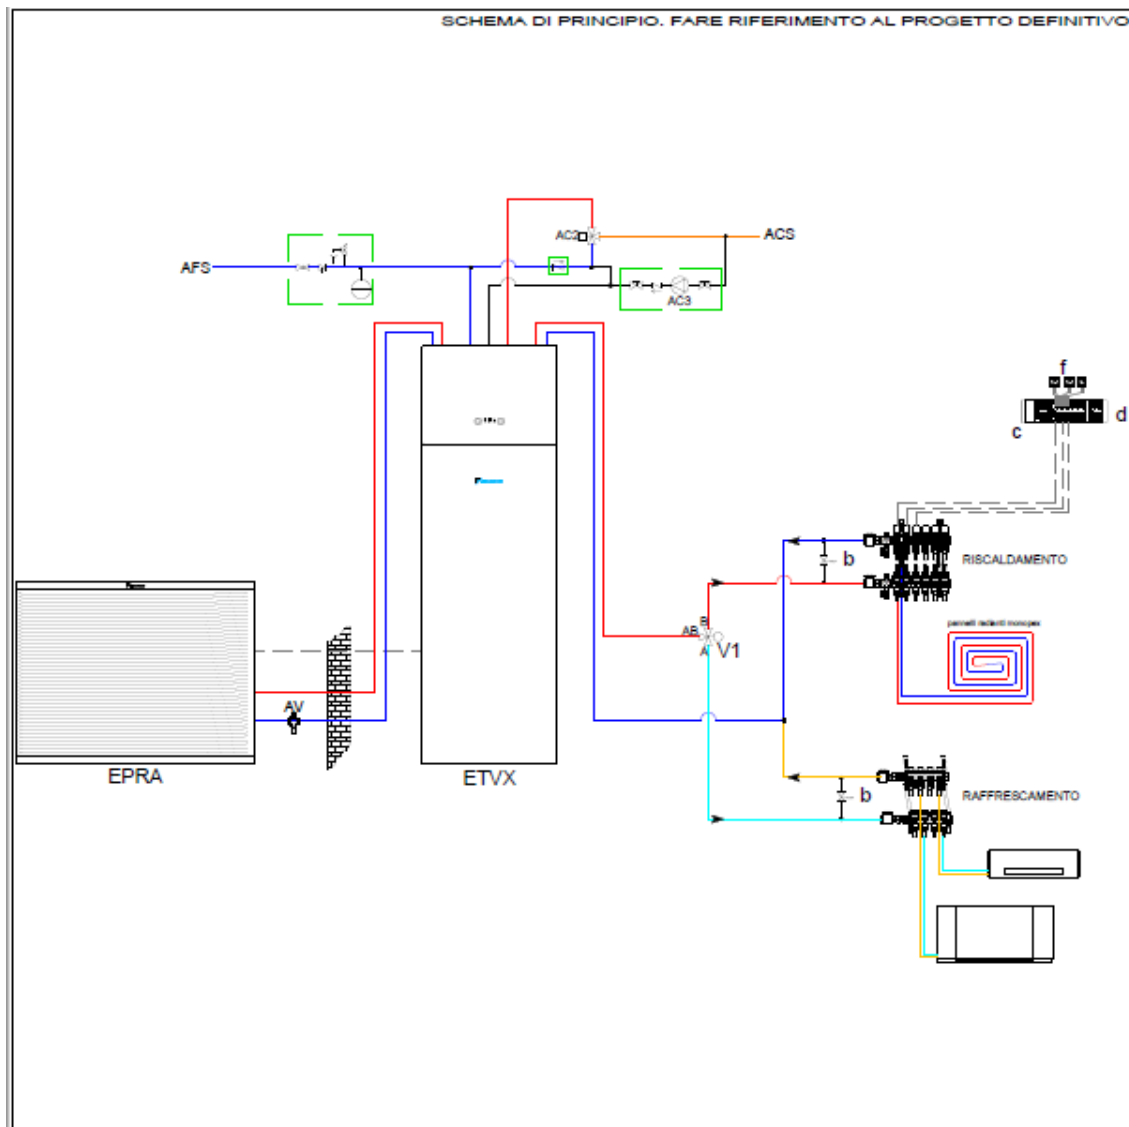 SCHEMA DI PRINCIPIO. FARE RIFERIMENTO AL PROGETTO DEFINITIVO
AC2
ACS
AFS
AC3
f
c
d
b
RISCALDAMENTO
B
AB
V1
A
pannelli radianti monopex
AV
EPRA
ETVX
b
RAFFRESCAMENTO